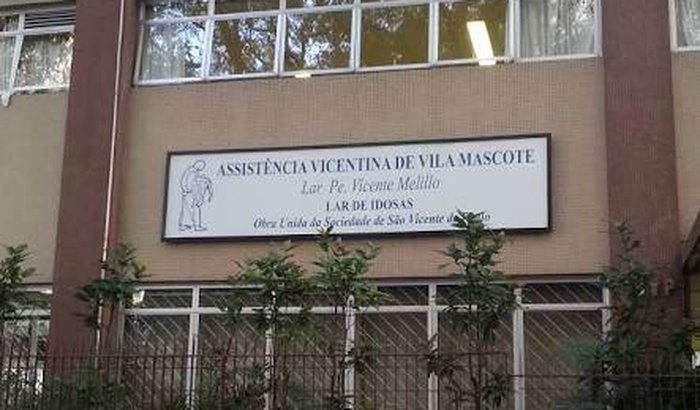 ASSISTÊNCIA VICENTINA DE VILA MASCOTE
Lar Pe. Vicente Melillo
LAR DE IDOSAS
Obra Unida da Sociedade de São Vicente de